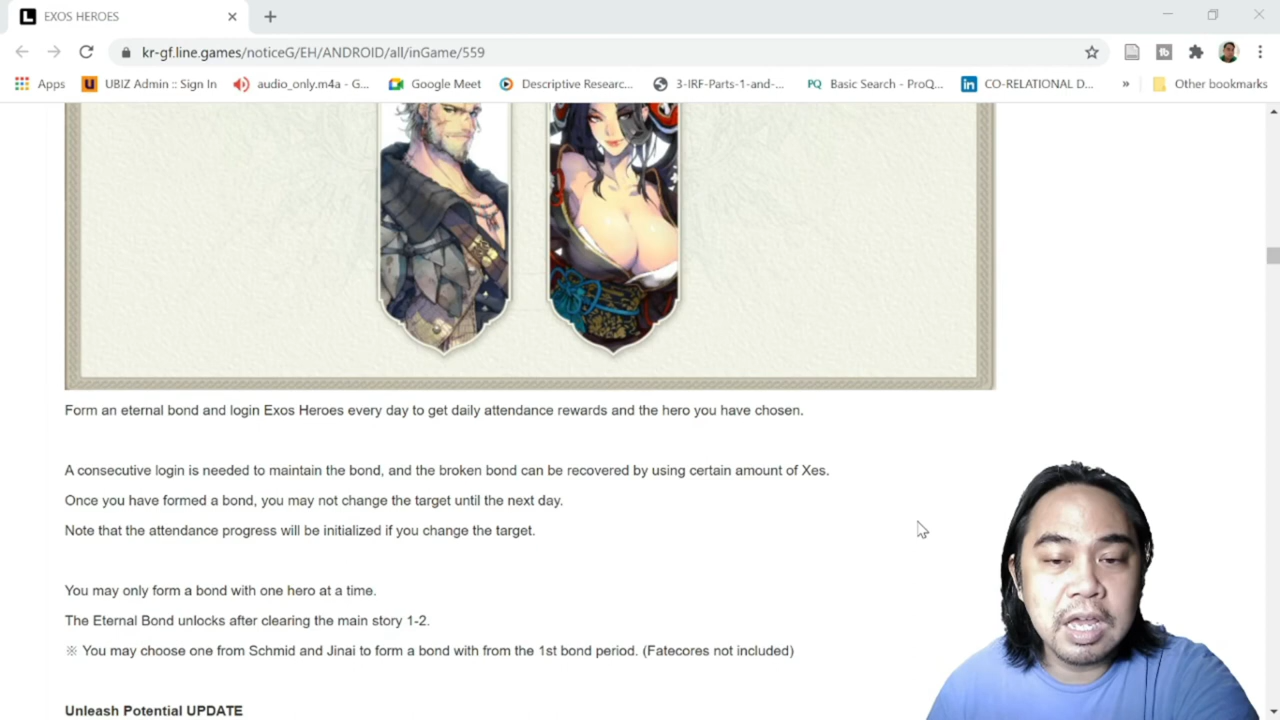 EXOS HEROES
kr-gf.line.games/noticeG/EH/ANDROID/all/inGame/559
Apps UBIZ Admin :: Sign In audio_only.m4a - G... Google Meet Descriptive Researc... 3-IRF-Parts-1-and-... PQ Basic Search - ProQ... in CO-RELATIONAL D... » Other bookmarks
Form an eternal bond and login Exos Heroes every day to get daily attendance rewards and the hero you have chosen.
A consecutive login is needed to maintain the bond, and the broken bond can be recovered by using certain amount of Xes.
Once you have formed a bond, you may not change the target until the next day.
Note that the attendance progress will be initialized if you change the target.
You may only form a bond with one hero at a time.
The Eternal Bond unlocks after clearing the main story 1-2.
※ You may choose one from Schmid and Jinai to form a bond with from the 1st bond period. (Fatecores not included)
Unleash Potential UPDATE